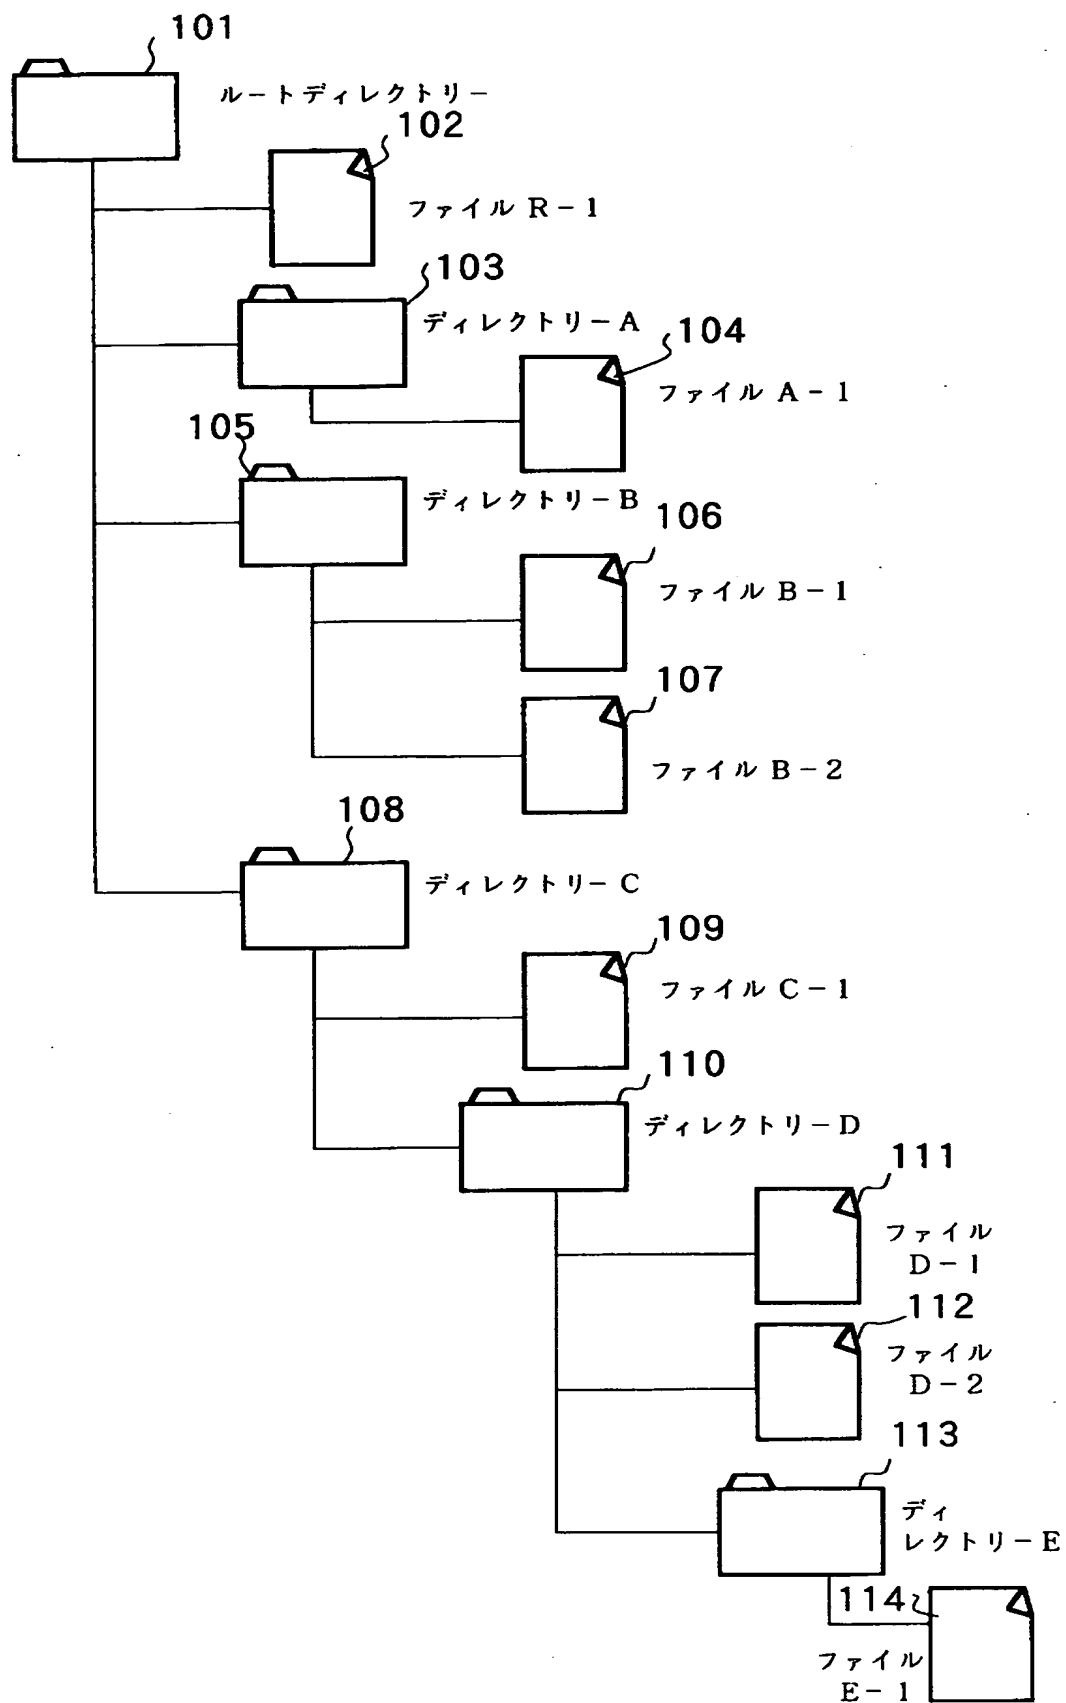 101
ルートディレクトリー
102
ファイル R-1
103
ディレクトリーA
104
ファイル A-1
105
ディレクトリーB
106
ファイル B-1
107
ファイル B-2
108
ディレクトリーC
109
ファイル C-1
110
ディレクトリーD
111
ファイル
D-1
112
ファイル
D-2
113
ディ
レクトリーE
114
ファイル
E-1